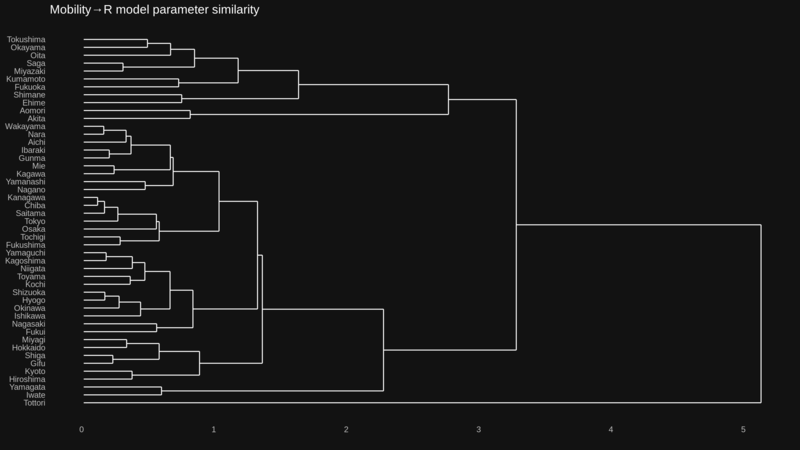 Mobility→R model parameter similarity
Tokushima
Okayama
Oita
Saga
Miyazaki
Kumamoto
Fukuoka
Shimane
Ehime
Aomori
Akita
Wakayama
Nara
Aichi
Ibaraki
Gunma
Mie
Kagawa
Yamanashi
Nagano
Kanagawa
Chiba
Saitama
Tokyo
Osaka
Tochigi
Fukushima
Yamaguchi
Kagoshima
Niigata
Toyama
Kochi
Shizuoka
Hyogo
Okinawa
Ishikawa
Nagasaki
Fukui
Miyagi
Hokkaido
Shiga
Gifu
Kyoto
Hiroshima
Yamagata
Iwate
Tottori
0 1 2 3 4 5